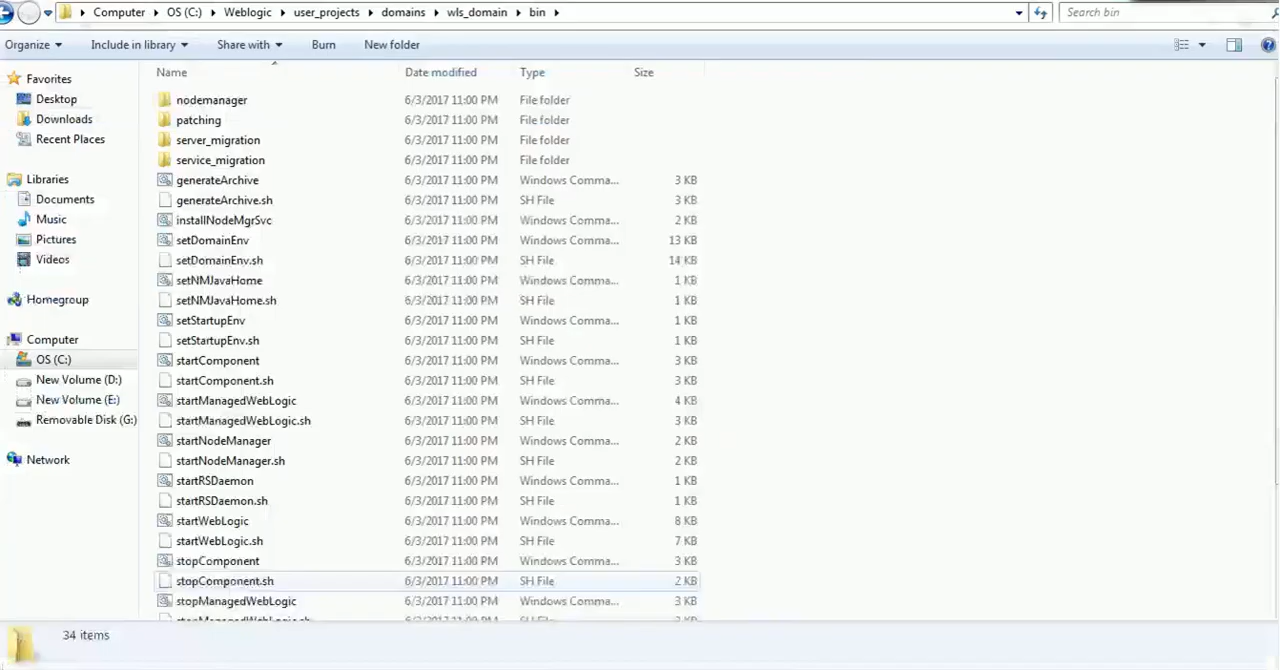 Computer OS (C:) Weblogic user_projects domains wls_domain bin Search bin
Organize Include in library Share with Burn New folder
Favorites
Desktop
Downloads
Recent Places
Libraries
Documents
Music
Pictures
Videos
Homegroup
Computer
OS (C:)
New Volume (D:)
New Volume (E:)
Removable Disk (G:)
Network
Name Date modified Type Size
nodemanager 6/3/2017 11:00 PM File folder
patching 6/3/2017 11:00 PM File folder
server_migration 6/3/2017 11:00 PM File folder
service_migration 6/3/2017 11:00 PM File folder
generateArchive 6/3/2017 11:00 PM Windows Comma... 3 KB
generateArchive.sh 6/3/2017 11:00 PM SH File 3 KB
installNodeMgrSvc 6/3/2017 11:00 PM Windows Comma... 2 KB
setDomainEnv 6/3/2017 11:00 PM Windows Comma... 13 KB
setDomainEnv.sh 6/3/2017 11:00 PM SH File 14 KB
setNMJavaHome 6/3/2017 11:00 PM Windows Comma... 1 KB
setNMJavaHome.sh 6/3/2017 11:00 PM SH File 1 KB
setStartupEnv 6/3/2017 11:00 PM Windows Comma... 1 KB
setStartupEnv.sh 6/3/2017 11:00 PM SH File 1 KB
startComponent 6/3/2017 11:00 PM Windows Comma... 3 KB
startComponent.sh 6/3/2017 11:00 PM SH File 3 KB
startManagedWebLogic 6/3/2017 11:00 PM Windows Comma... 4 KB
startManagedWebLogic.sh 6/3/2017 11:00 PM SH File 3 KB
startNodeManager 6/3/2017 11:00 PM Windows Comma... 2 KB
startNodeManager.sh 6/3/2017 11:00 PM SH File 2 KB
startRSDaemon 6/3/2017 11:00 PM Windows Comma... 1 KB
startRSDaemon.sh 6/3/2017 11:00 PM SH File 1 KB
startWebLogic 6/3/2017 11:00 PM Windows Comma... 8 KB
startWebLogic.sh 6/3/2017 11:00 PM SH File 7 KB
stopComponent 6/3/2017 11:00 PM Windows Comma... 3 KB
stopComponent.sh 6/3/2017 11:00 PM SH File 2 KB
stopManagedWebLogic 6/3/2017 11:00 PM Windows Comma... 3 KB
34 items